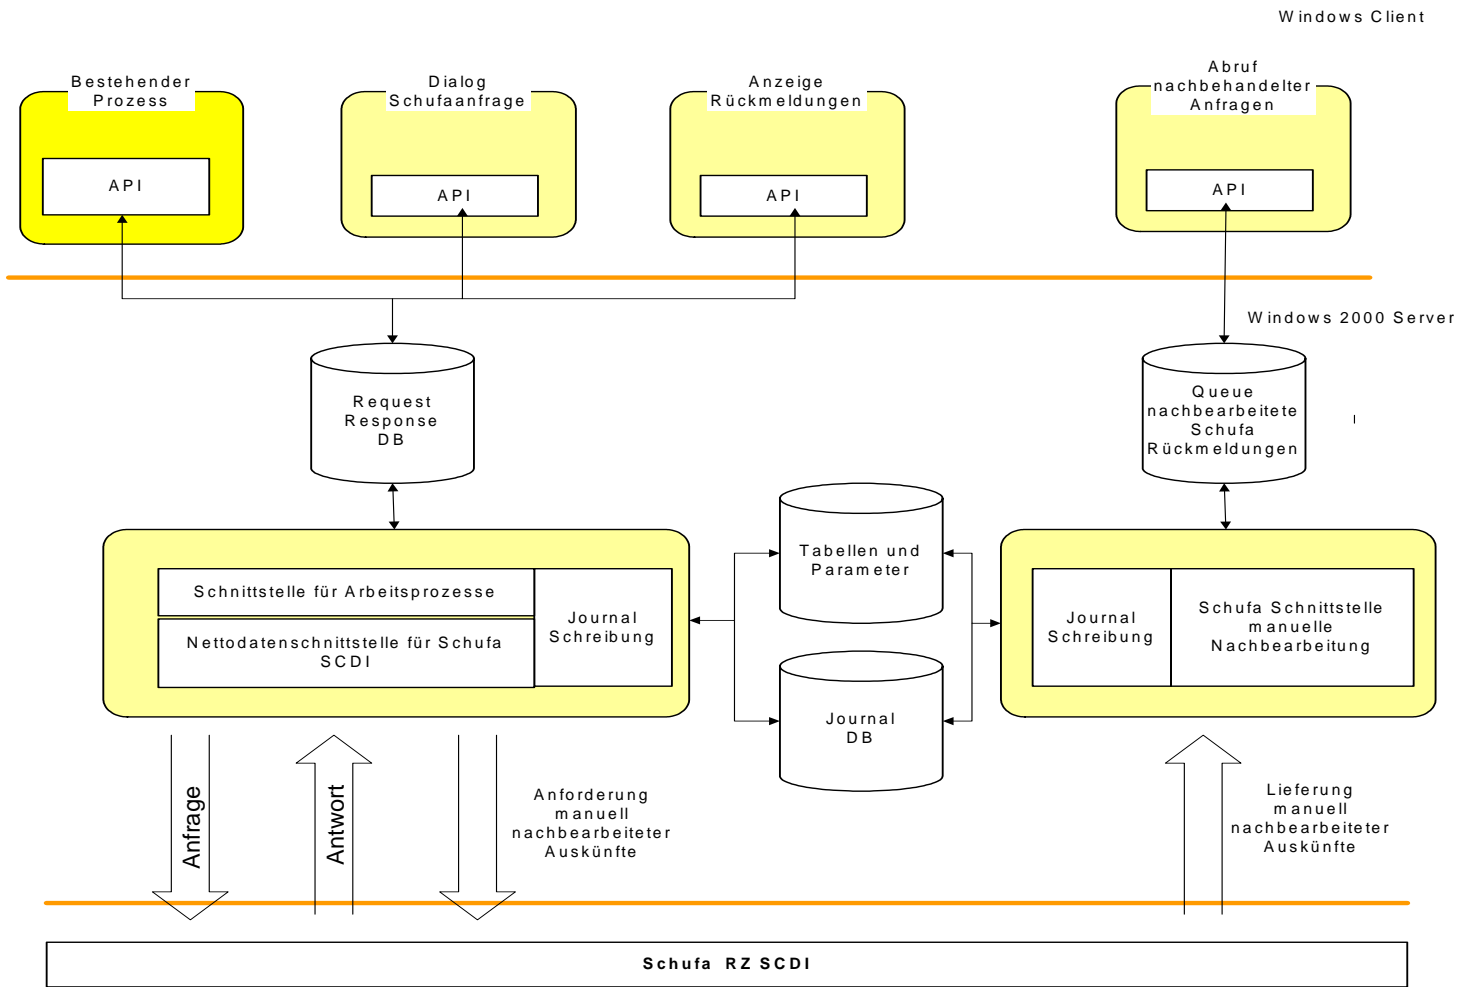 Windows Client
Bestehender
Prozess
Dialog
Schufaanfrage
Anzeige
Rückmeldungen
Abruf
nachbehandelter
Anfragen
API
API
API
API
Windows 2000 Server
Request
Response
DB
Queue
nachbearbeitete
Schufa
Rückmeldungen
Tabellen und
Parameter
Schnittstelle für Arbeitsprozesse
Nettodatenschnittstelle für Schufa
SCDI
Journal
Schreibung
Journal
Schreibung
Schufa Schnittstelle
manuelle
Nachbearbeitung
Journal
DB
Anfrage
Antwort
Anforderung
manuell
nachbearbeiteter
Auskünfte
Lieferung
manuell
nachbearbeiteter
Auskünfte
Schufa RZ SCDI